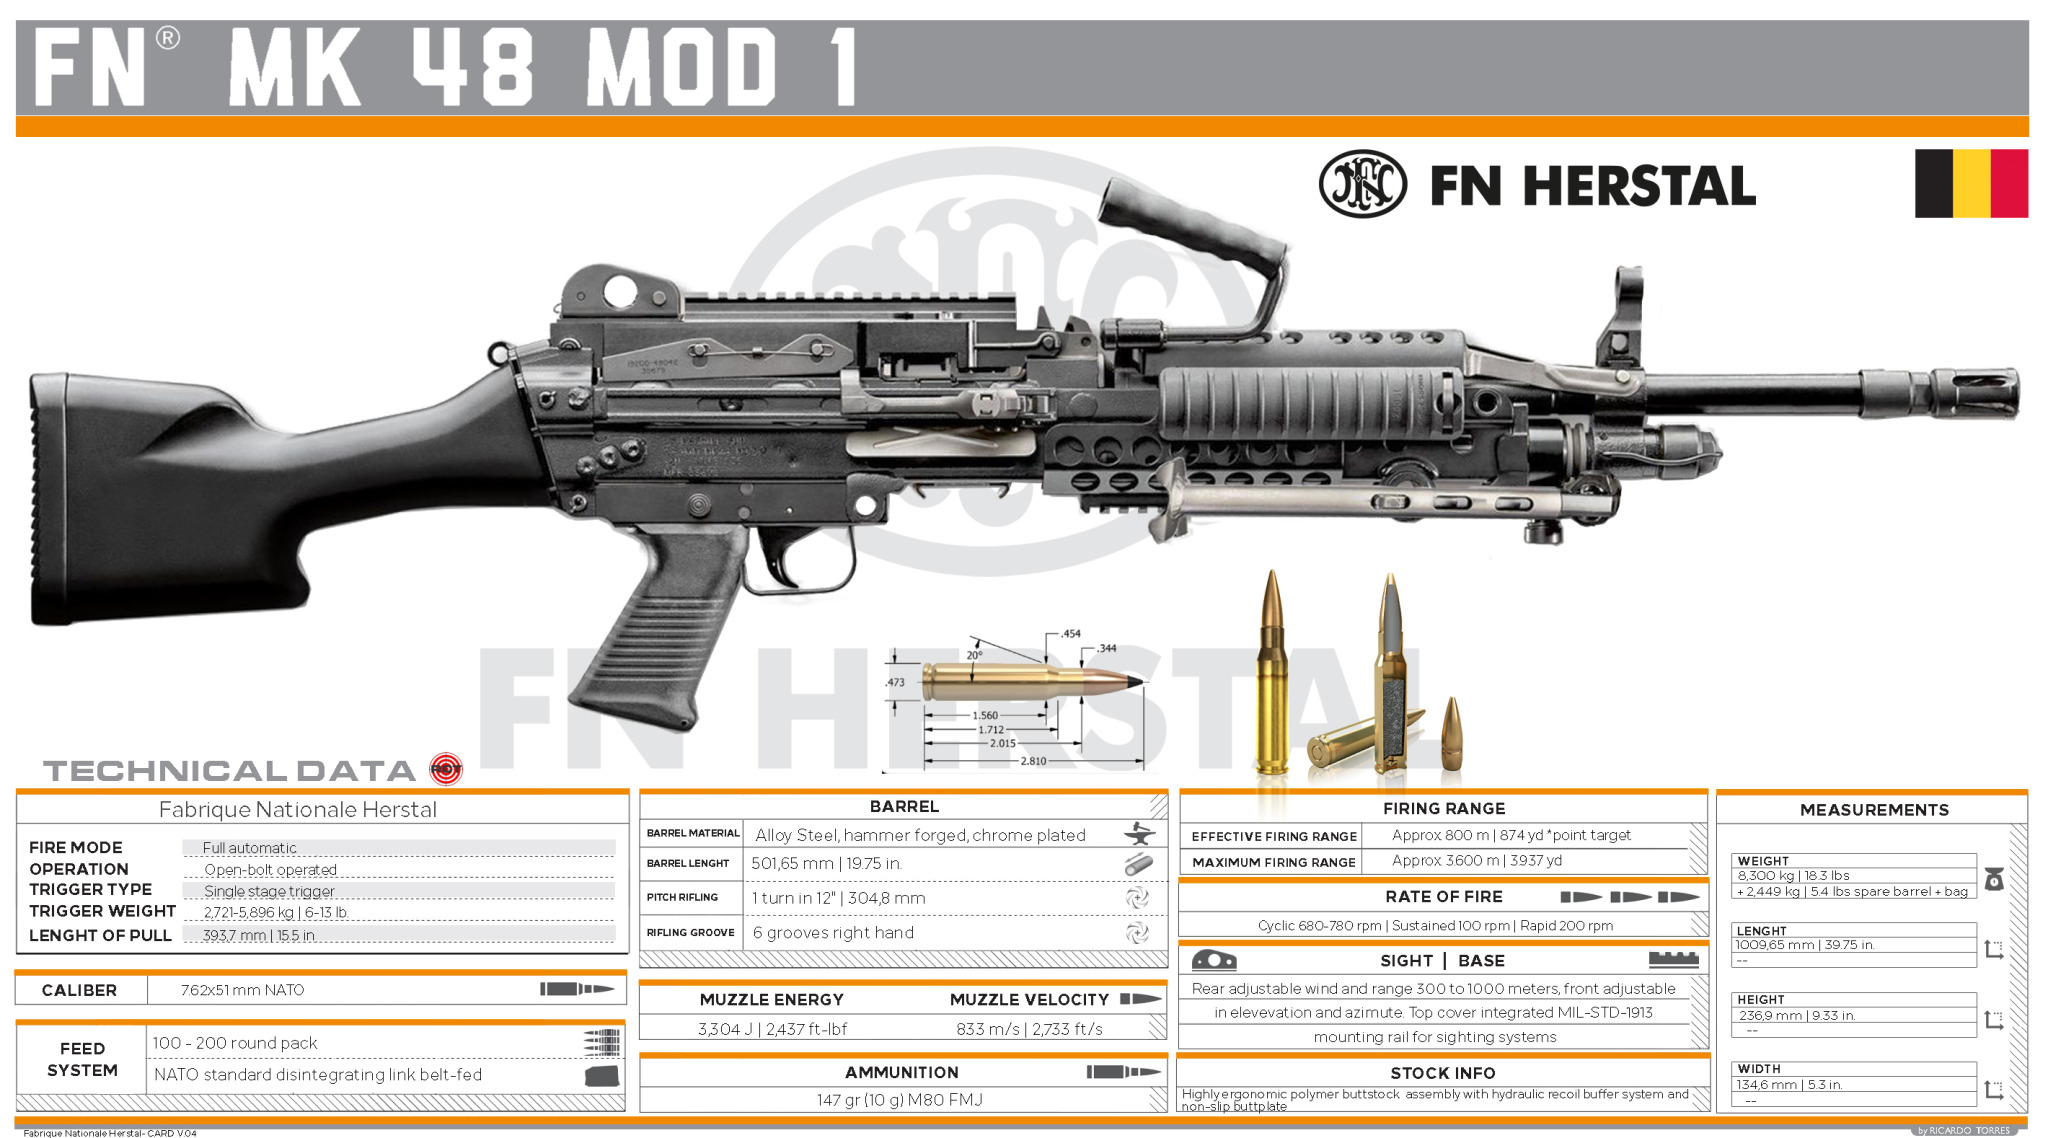 FN® MK 48 MOD 1
FN HERSTAL
FN HERSTAL
.454
.344
20°
.473
1.560
1.712
2.015
2.810
TECHNICAL DATA
Fabrique Nationale Herstal
FIRE MODE Full automatic
OPERATION Open-bolt operated
TRIGGER TYPE Single stage trigger
TRIGGER WEIGHT 2,721-5,896 kg | 6-13 lb.
LENGHT OF PULL 393,7 mm | 15.5 in
CALIBER 7.62x51 mm NATO
FEED SYSTEM
100 - 200 round pack
NATO standard disintegrating link belt-fed
BARREL
BARREL MATERIAL Alloy Steel, hammer forged, chrome plated
BARREL LENGHT 501,65 mm | 19.75 in.
PITCH RIFLING 1 turn in 12" | 304,8 mm
RIFLING GROOVE 6 grooves right hand
MUZZLE ENERGY MUZZLE VELOCITY
3,304 J | 2,437 ft-lbf 833 m/s | 2,733 ft/s
AMMUNITION
147 gr (10 g) M80 FMJ
FIRING RANGE
EFFECTIVE FIRING RANGE Approx 800 m | 874 yd *point target
MAXIMUM FIRING RANGE Approx 3.600 m | 3937 yd
RATE OF FIRE
Cyclic 680-780 rpm | Sustained 100 rpm | Rapid 200 rpm
SIGHT | BASE
Rear adjustable wind and range 300 to 1000 meters, front adjustable
in elevevation and azimute. Top cover integrated MIL-STD-1913
mounting rail for sighting systems
STOCK INFO
Highly ergonomic polymer buttstock assembly with hydraulic recoil buffer system and
non-slip buttplate
MEASUREMENTS
WEIGHT
8,300 kg | 18.3 lbs
+ 2,449 kg | 5.4 lbs spare barrel + bag
LENGHT
1009,65 mm | 39.75 in.
--
HEIGHT
236,9 mm | 9.33 in.
--
WIDTH
134,6 mm | 5.3 in.
--
Fabrique Nationale Herstal- CARD V.04
by RICARDO TORRES